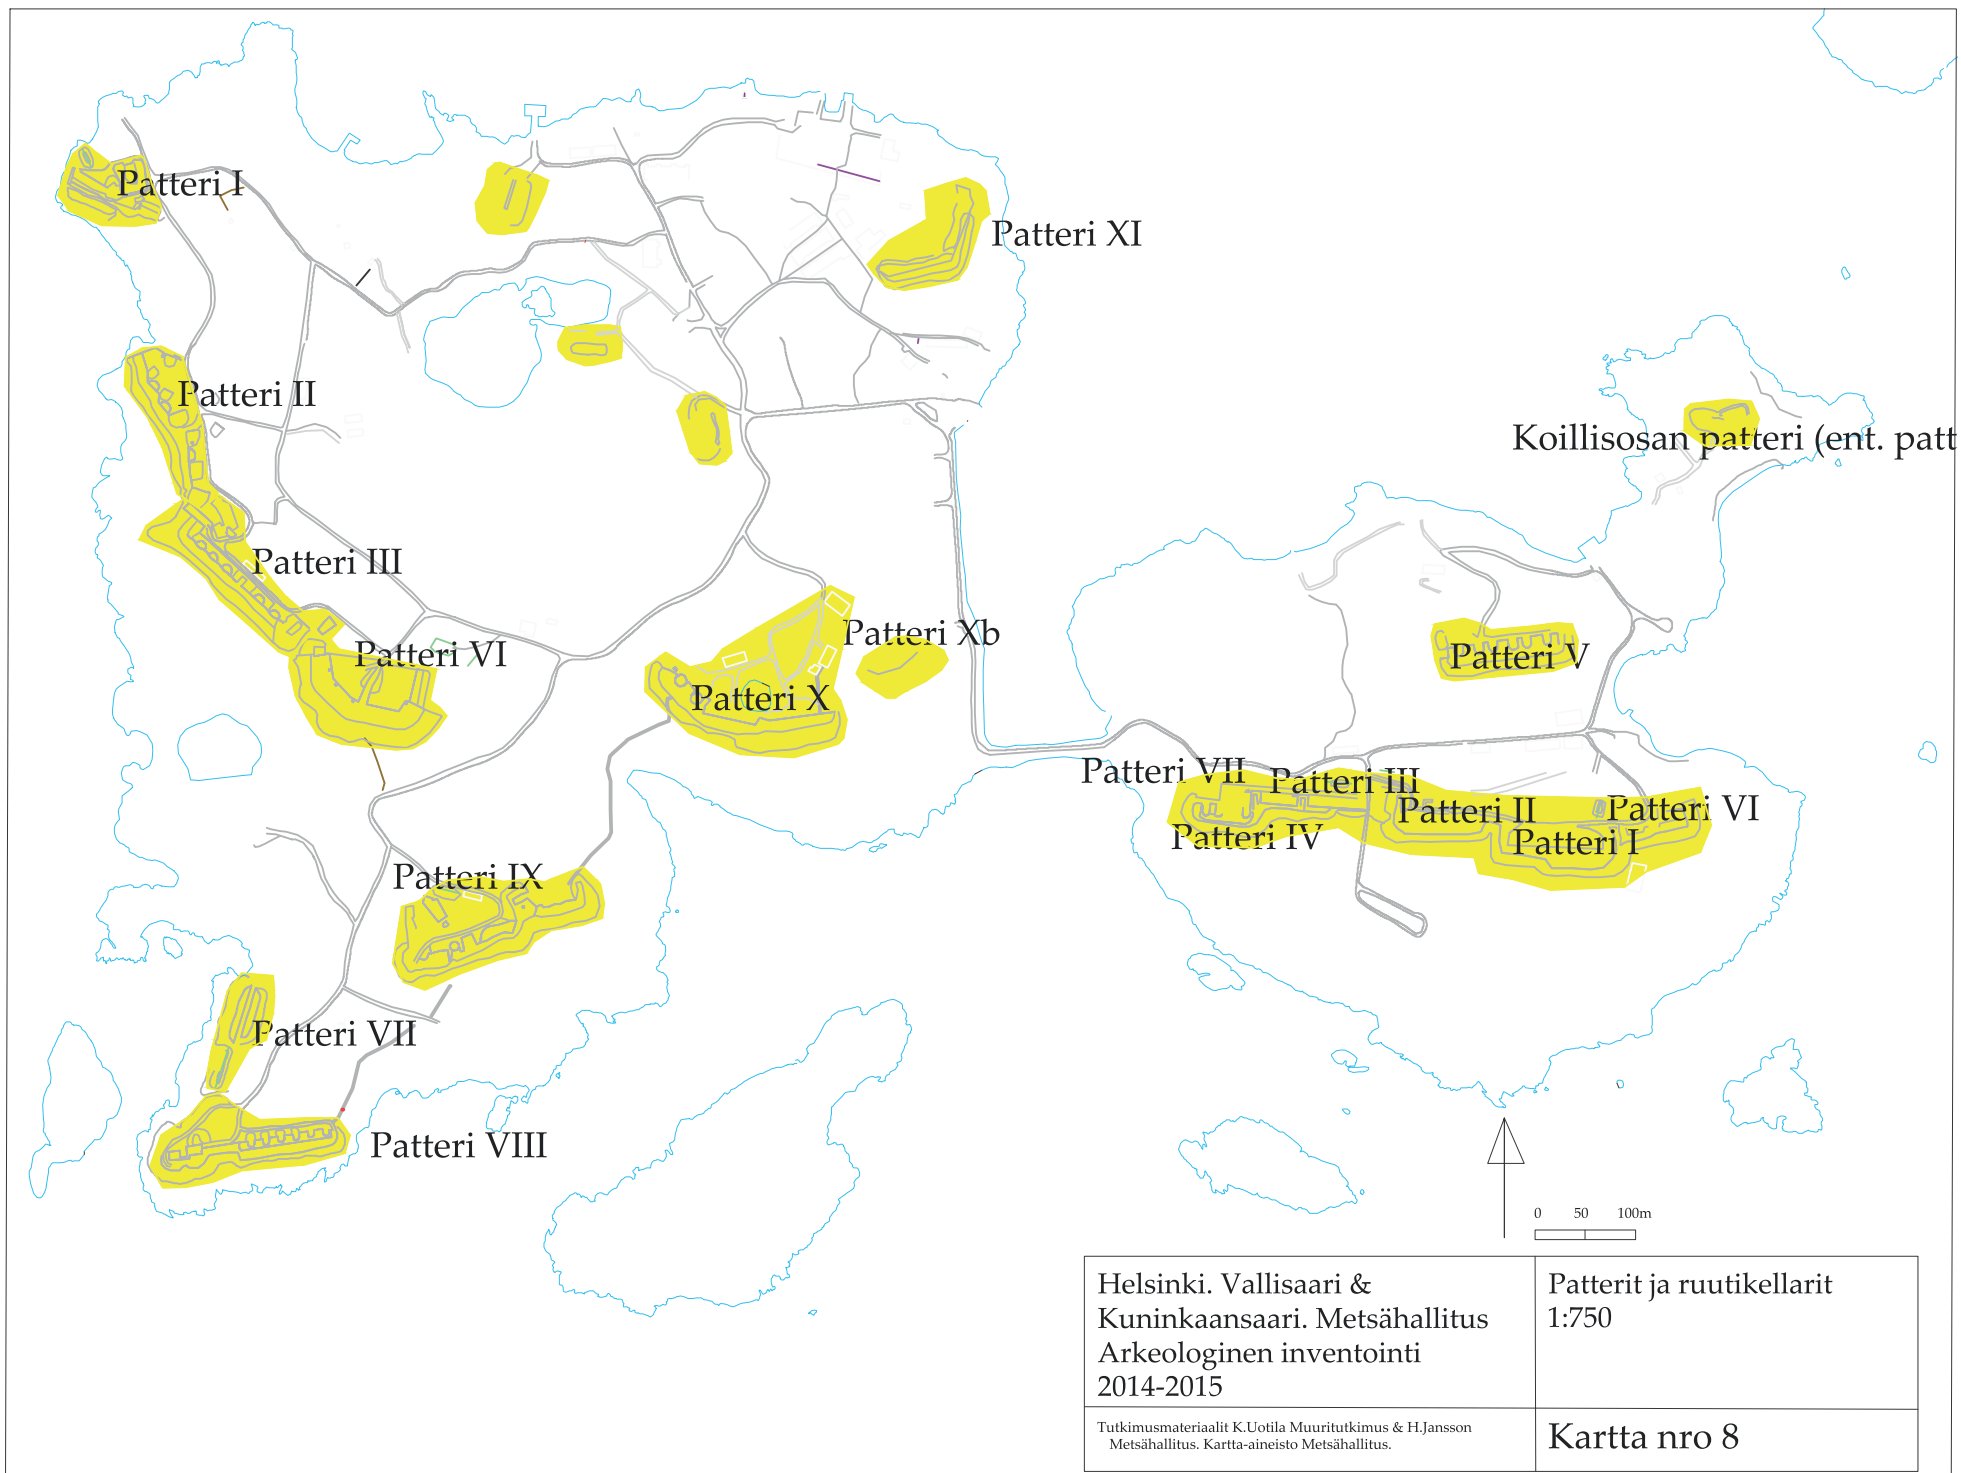 Patteri I
Patteri XI
Patteri II
Koillisosan patteri (ent. patt
Patteri III
Patteri Xb
Patteri VI
Patteri V
Patteri X
Patteri VII
Patteri III
Patteri II
Patteri VI
Patteri IV
Patteri I
Patteri IX
Patteri VII
Patteri VIII
0 50 100m
Helsinki. Vallisaari &
Kuninkaansaari. Metsähallitus
Arkeologinen inventointi
2014-2015
Patterit ja ruutikellarit
1:750
Tutkimusmateriaalit K.Uotila Muuritutkimus & H.Jansson
Metsähallitus. Kartta-aineisto Metsähallitus.
Kartta nro 8